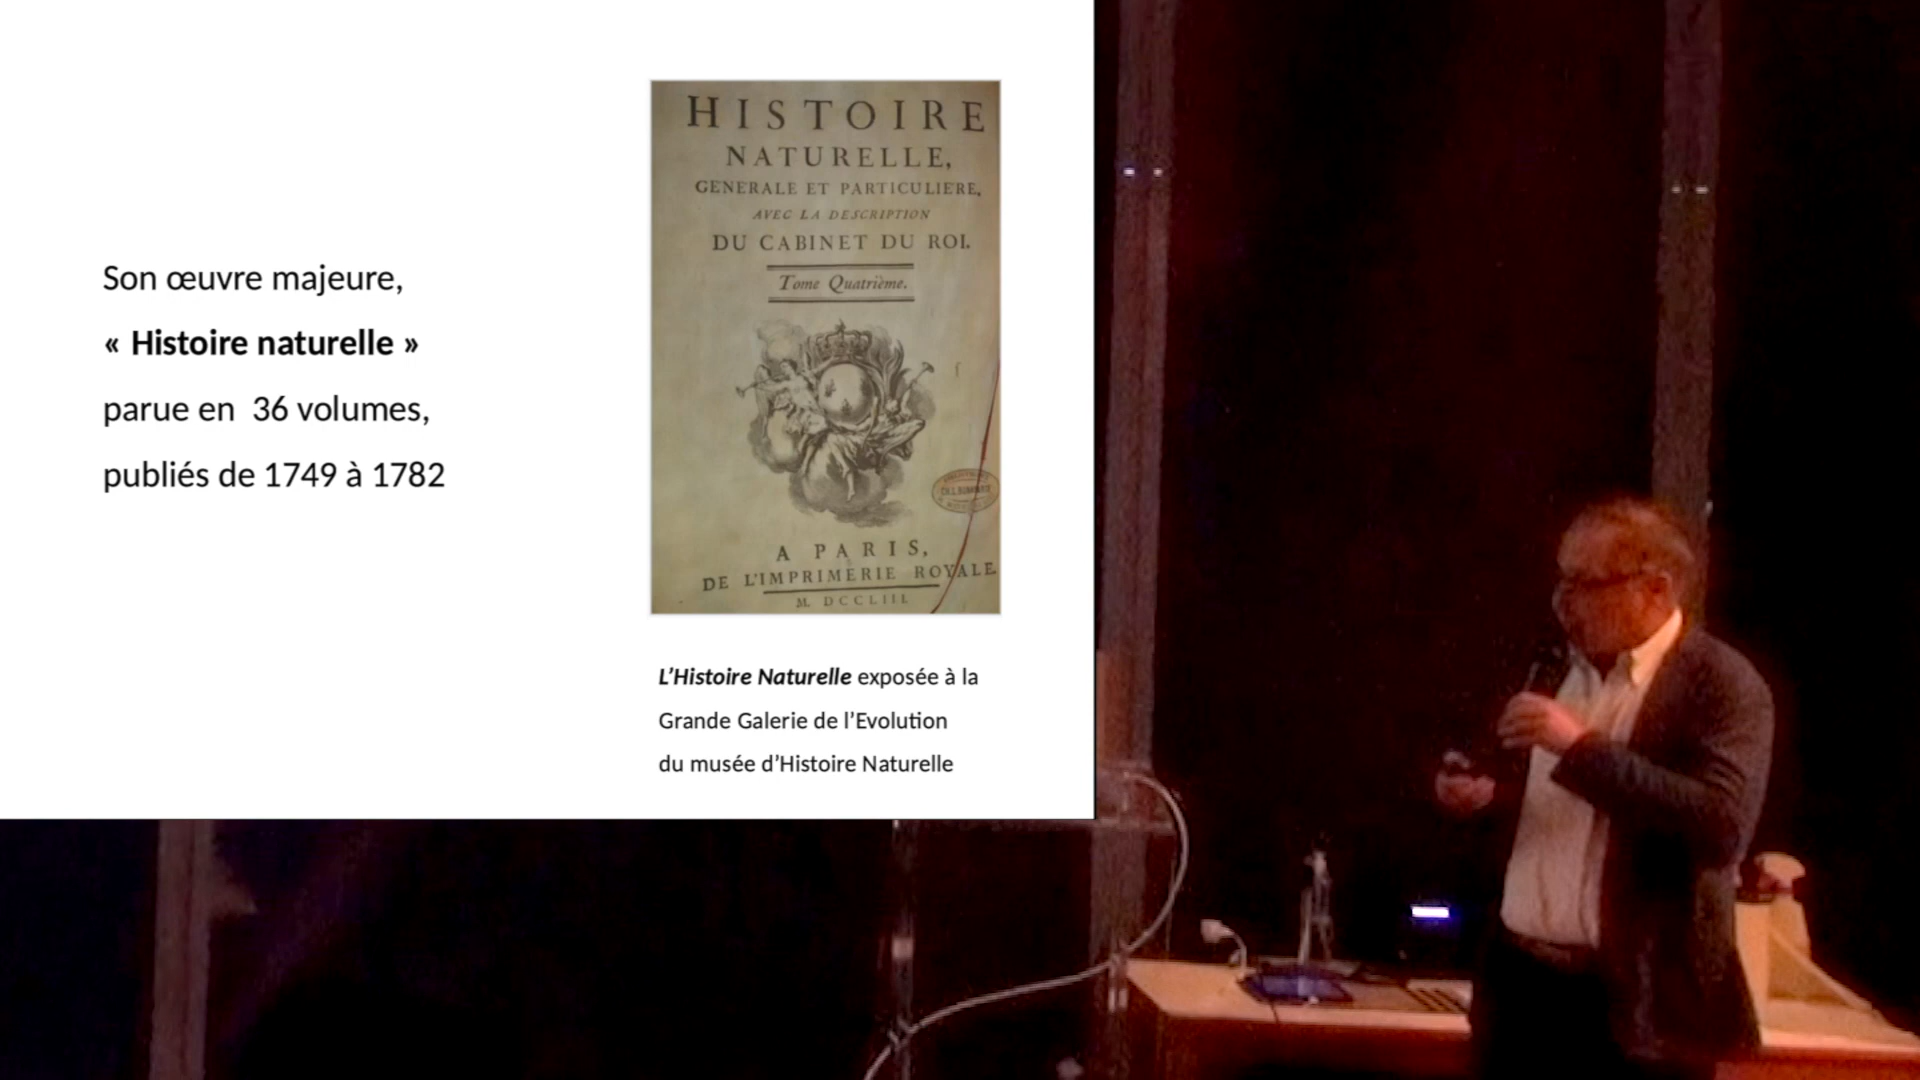 Son œuvre majeure,
« Histoire naturelle »
parue en 36 volumes,
publiés de 1749 à 1782
HISTOIRE
NATURELLE,
GENERALE ET PARTICULIERE,
AVEC LA DESCRIPTION
DU CABINET DU ROI.
Tome Quatrième.
A PARIS,
DE L'IMPRIMERIE ROYALE.
M. DCCLIII.
L’Histoire Naturelle exposée à la
Grande Galerie de l’Evolution
du musée d’Histoire Naturelle